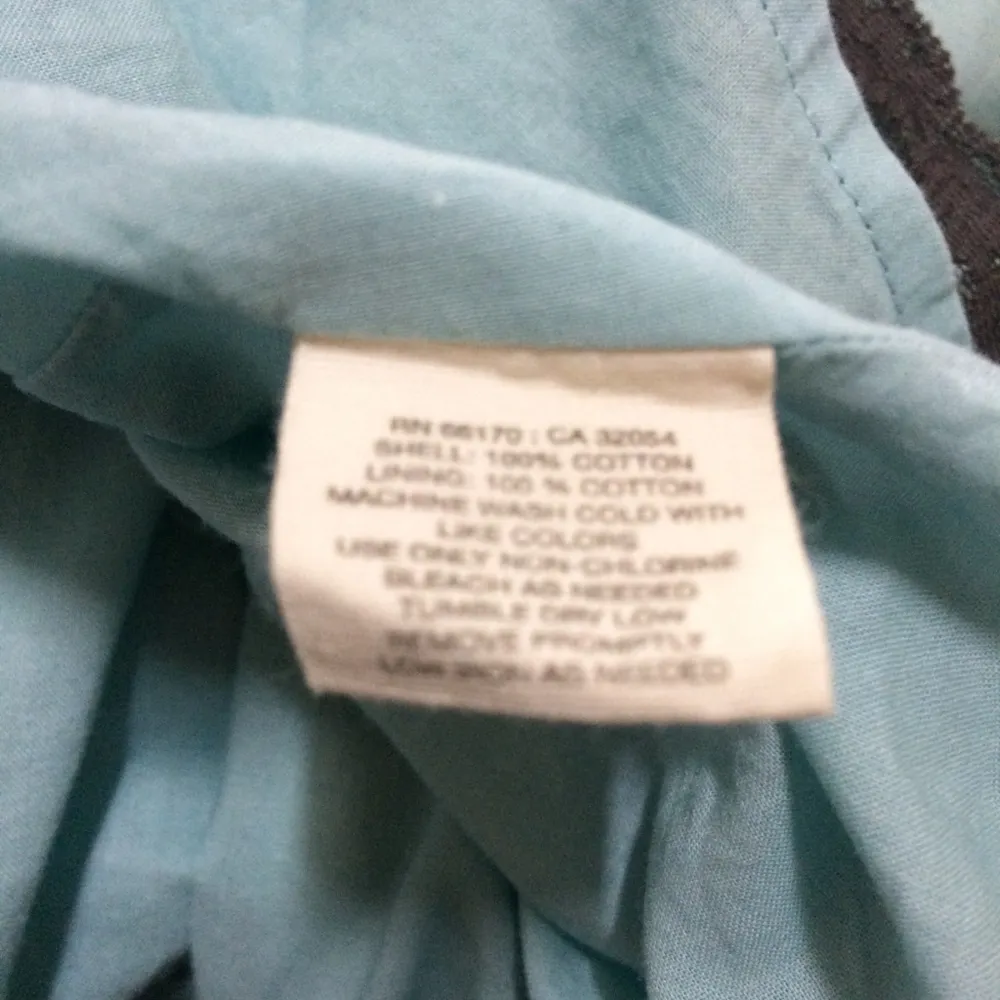 RN 66170 : CA 32054
SHELL: 100% COTTON
LINING: 100 % COTTON
MACHINE WASH COLD WITH
LIKE COLORS
USE ONLY NON-CHLORINE
BLEACH AS NEEDED
TUMBLE DRY LOW
REMOVE PROMPTLY
LOW IRON AS NEEDED